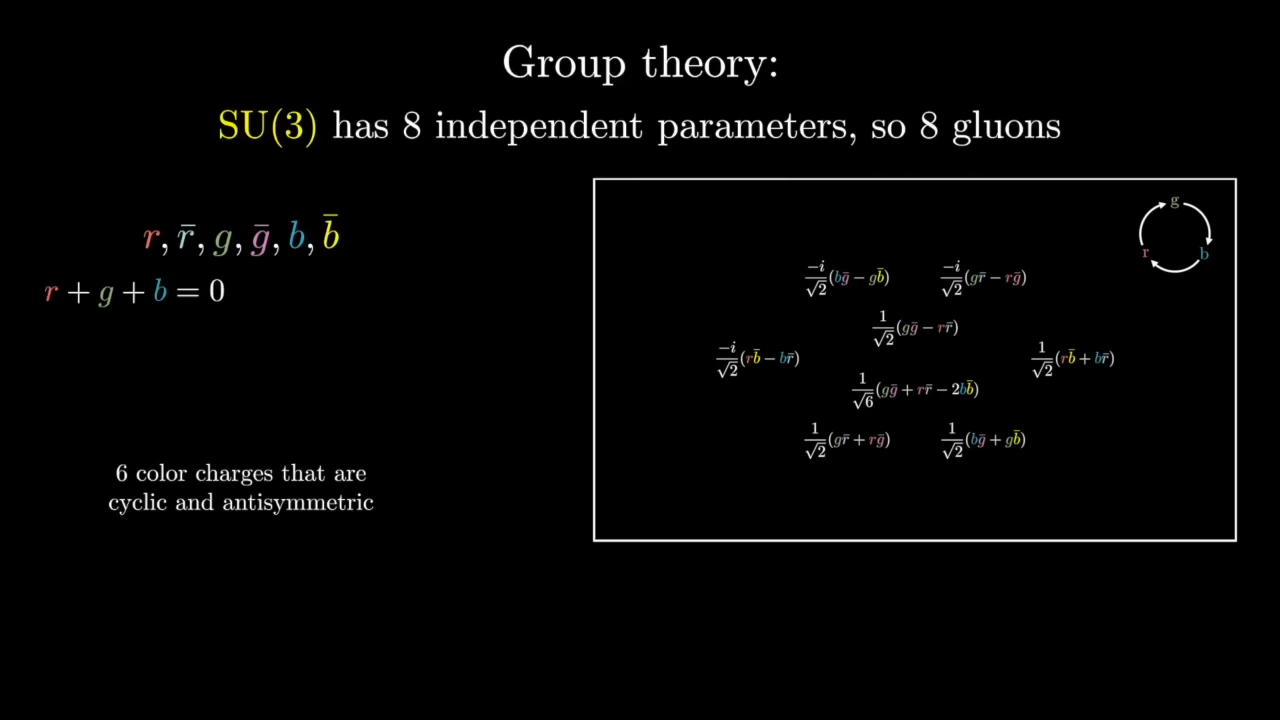 Group theory:
SU(3) has 8 independent parameters, so 8 gluons
r, r̄, g, ḡ, b, b̄
r + g + b = 0
6 color charges that are
cyclic and antisymmetric
g
r b
-i/√2 (bḡ − gb̄) -i/√2 (gr̄ − rḡ)
1/√2 (gḡ − rr̄)
-i/√2 (rb̄ − br̄) 1/√2 (rb̄ + br̄)
1/√6 (gḡ + rr̄ − 2bb̄)
1/√2 (gr̄ + rḡ) 1/√2 (bḡ + gb̄)